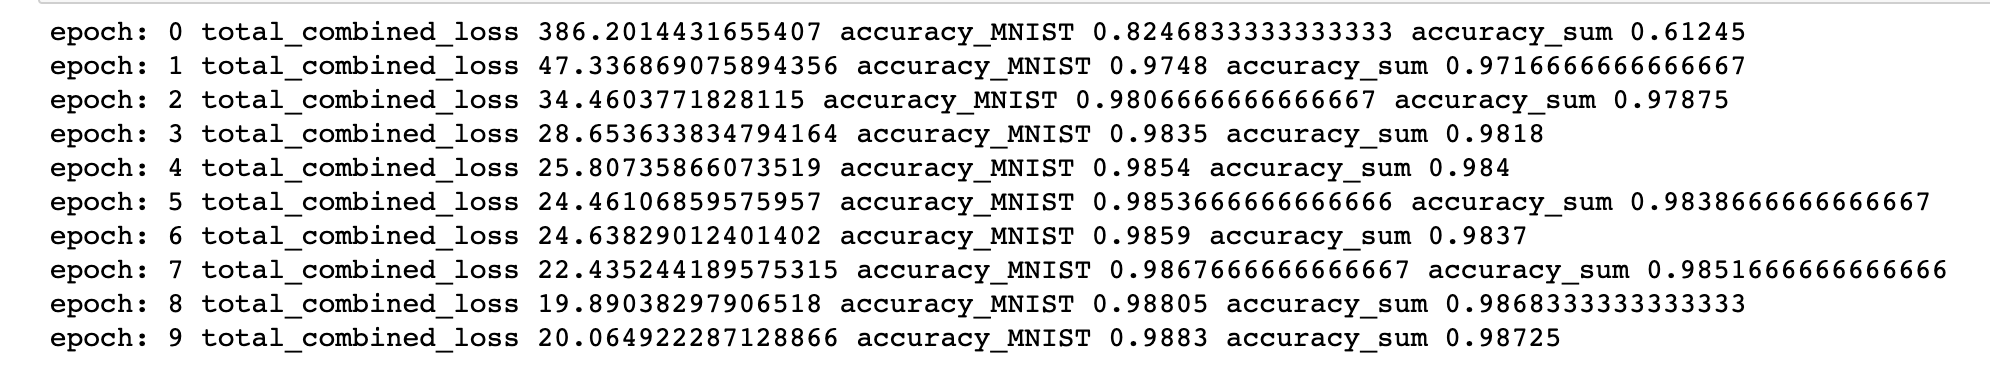 epoch: 0 total_combined_loss 386.2014431655407 accuracy_MNIST 0.8246833333333333 accuracy_sum 0.61245
epoch: 1 total_combined_loss 47.336869075894356 accuracy_MNIST 0.9748 accuracy_sum 0.9716666666666667
epoch: 2 total_combined_loss 34.4603771828115 accuracy_MNIST 0.9806666666666667 accuracy_sum 0.97875
epoch: 3 total_combined_loss 28.653633834794164 accuracy_MNIST 0.9835 accuracy_sum 0.9818
epoch: 4 total_combined_loss 25.80735866073519 accuracy_MNIST 0.9854 accuracy_sum 0.984
epoch: 5 total_combined_loss 24.46106859575957 accuracy_MNIST 0.9853666666666666 accuracy_sum 0.9838666666666667
epoch: 6 total_combined_loss 24.63829012401402 accuracy_MNIST 0.9859 accuracy_sum 0.9837
epoch: 7 total_combined_loss 22.435244189575315 accuracy_MNIST 0.9867666666666667 accuracy_sum 0.9851666666666666
epoch: 8 total_combined_loss 19.89038297906518 accuracy_MNIST 0.98805 accuracy_sum 0.9868333333333333
epoch: 9 total_combined_loss 20.064922287128866 accuracy_MNIST 0.9883 accuracy_sum 0.98725